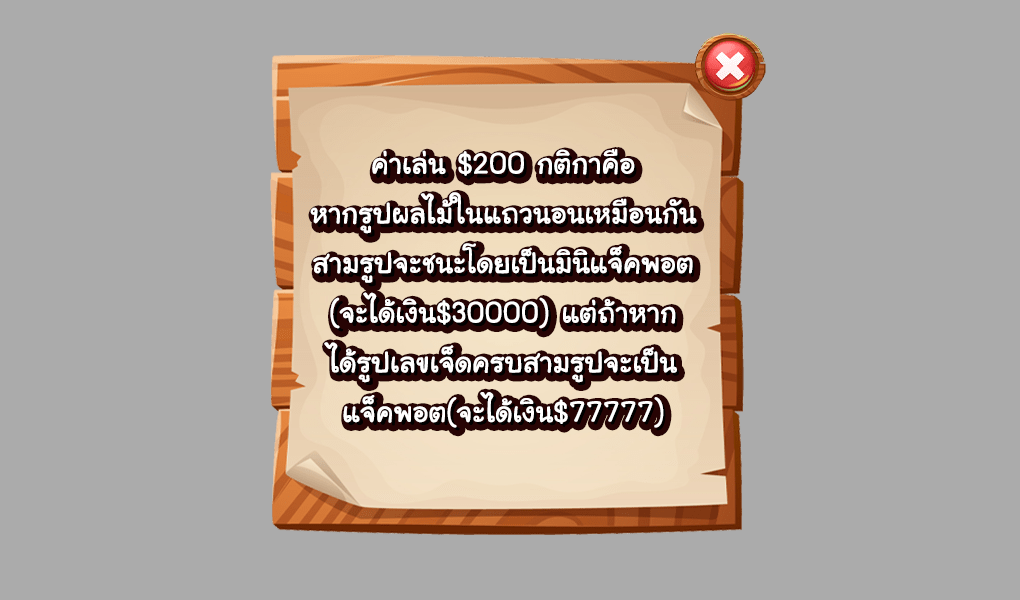 ค่าเล่น $200 กติกาคือ
หากรูปผลไม้ในแถวนอนเหมือนกัน
สามรูปจะชนะโดยเป็นมินิแจ็คพอต
(จะได้เงิน$30000) แต่ถ้าหาก
ได้รูปเลขเจ็ดครบสามรูปจะเป็น
แจ็คพอต(จะได้เงิน$77777)